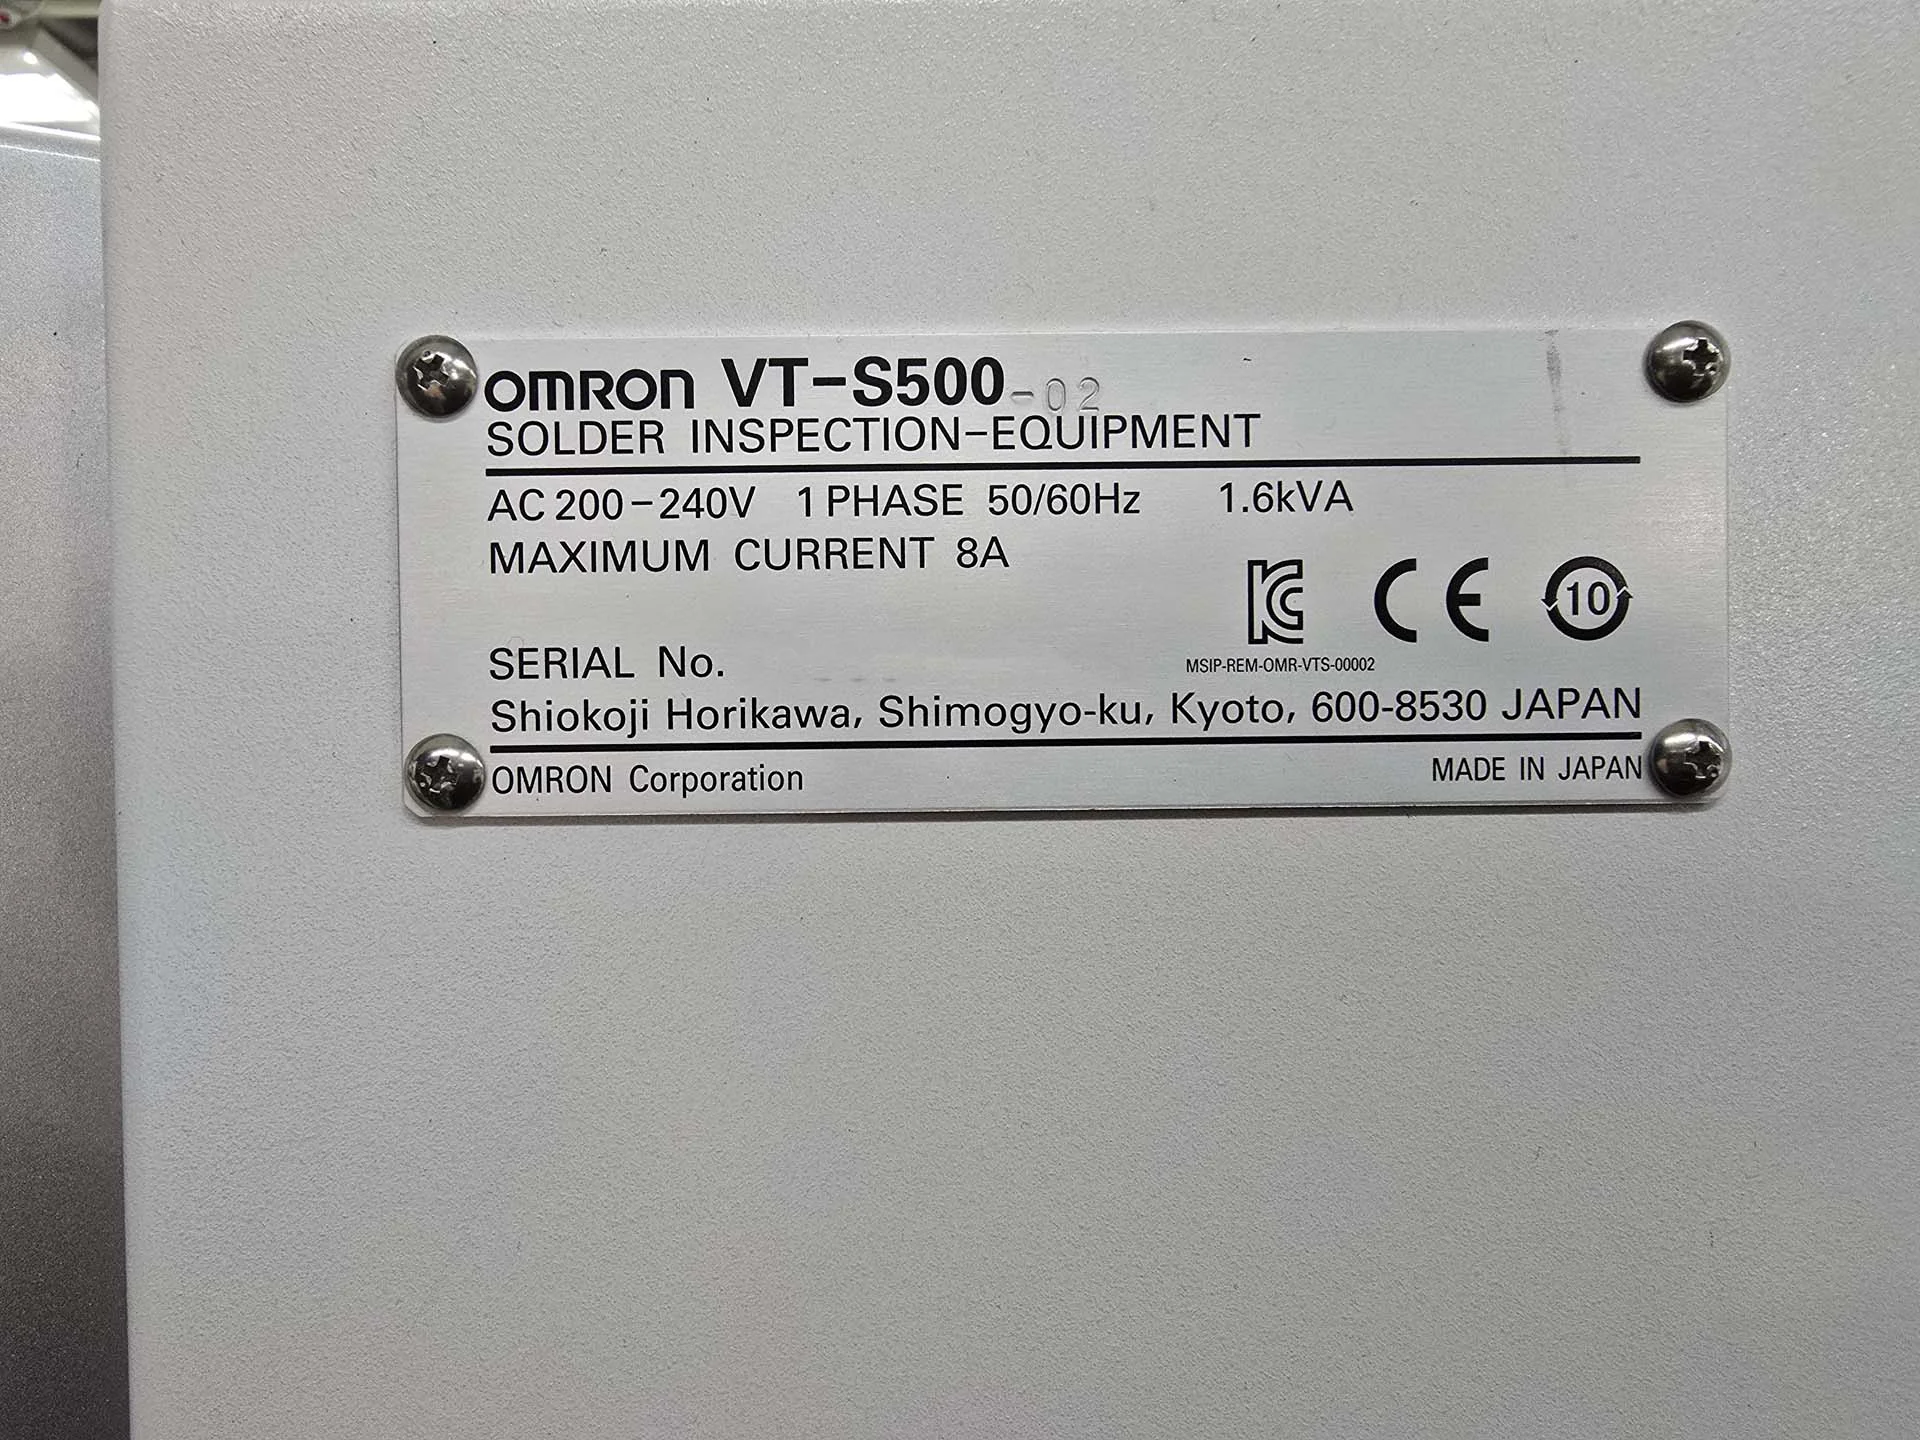 OMRON VT-S500-02
SOLDER INSPECTION-EQUIPMENT
AC 200-240V 1 PHASE 50/60Hz 1.6kVA
MAXIMUM CURRENT 8A
KC CE 10
SERIAL No.
MSIP-REM-OMR-VTS-00002
Shiokoji Horikawa, Shimogyo-ku, Kyoto, 600-8530 JAPAN
OMRON Corporation
MADE IN JAPAN